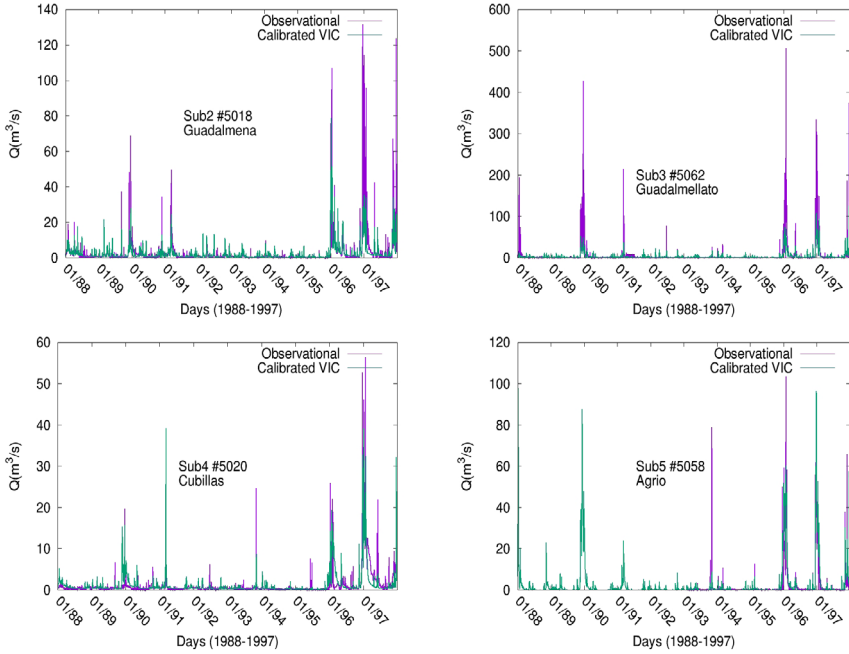 140
120
100
80
60
40
20
0
Q(m³/s)
Observational
Calibrated VIC
Sub2 #5018
Guadalmena
01/88
01/89
01/90
01/91
01/92
01/93
01/94
01/95
01/96
01/97
Days (1988-1997)
600
500
400
300
200
100
0
Q(m³/s)
Observational
Calibrated VIC
Sub3 #5062
Guadalmellato
01/88
01/89
01/90
01/91
01/92
01/93
01/94
01/95
01/96
01/97
Days (1988-1997)
60
50
40
30
20
10
0
Q(m³/s)
Observational
Calibrated VIC
Sub4 #5020
Cubillas
01/88
01/89
01/90
01/91
01/92
01/93
01/94
01/95
01/96
01/97
Days (1988-1997)
120
100
80
60
40
20
0
Q(m³/s)
Observational
Calibrated VIC
Sub5 #5058
Agrio
01/88
01/89
01/90
01/91
01/92
01/93
01/94
01/95
01/96
01/97
Days (1988-1997)